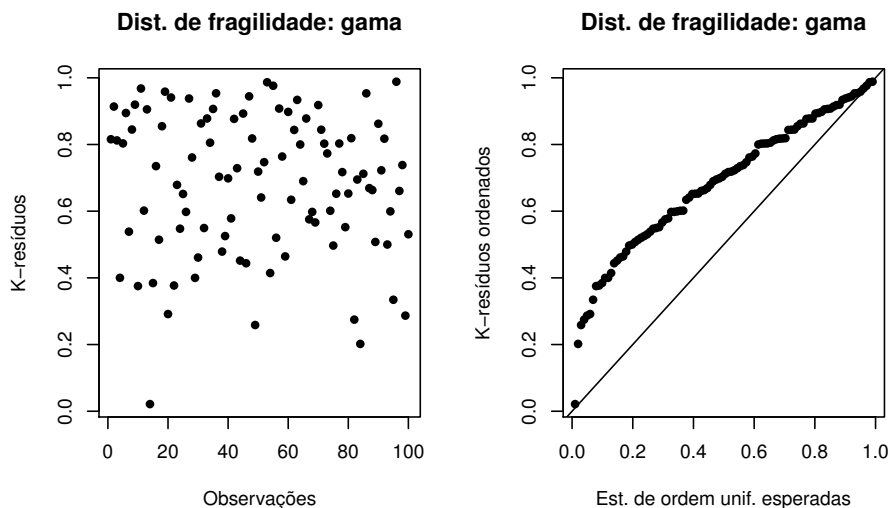 Dist. de fragilidade: gama
K−resíduos
1.0
0.8
0.6
0.4
0.2
0.0
0 20 40 60 80 100
Observações
Dist. de fragilidade: gama
K−resíduos ordenados
1.0
0.8
0.6
0.4
0.2
0.0
0.0 0.2 0.4 0.6 0.8 1.0
Est. de ordem unif. esperadas